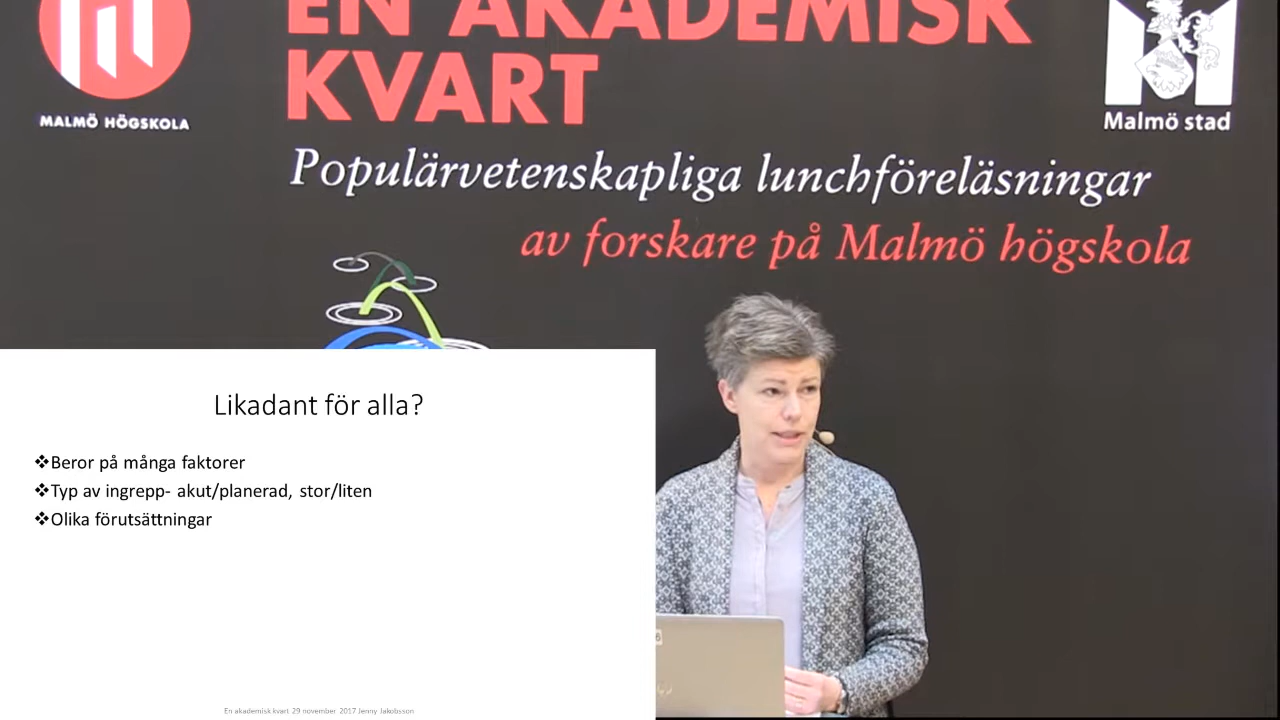 EN AKADEMISK
KVART
MALMÖ HÖGSKOLA
Malmö stad
Populärvetenskapliga lunchföreläsningar
av forskare på Malmö högskola
Likadant för alla?
❖Beror på många faktorer
❖Typ av ingrepp- akut/planerad, stor/liten
❖Olika förutsättningar
En akademisk kvart 29 november 2017 Jenny Jakobsson